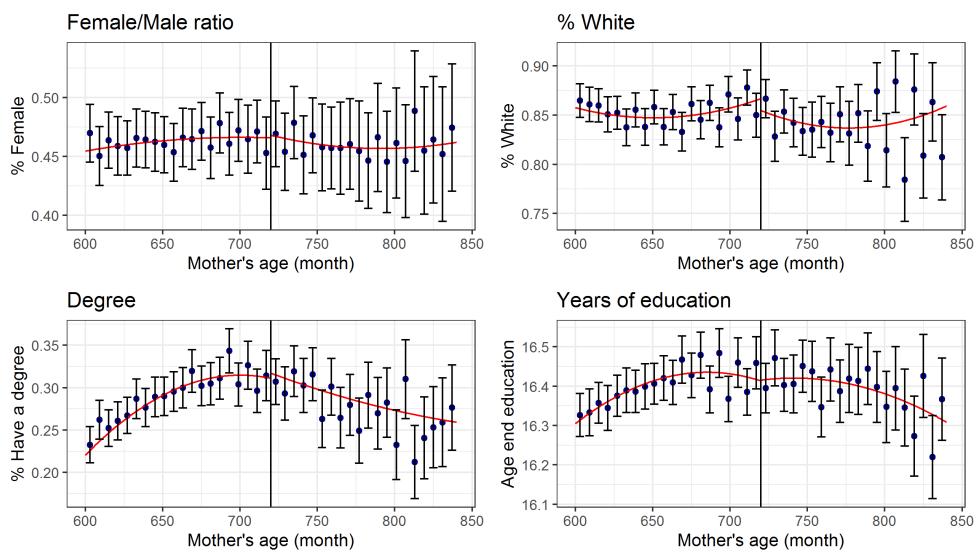 Female/Male ratio
% Female
0.50
0.45
0.40
600 650 700 750 800 850
Mother's age (month)
% White
% White
0.90
0.85
0.80
0.75
600 650 700 750 800 850
Mother's age (month)
Degree
% Have a degree
0.35
0.30
0.25
0.20
600 650 700 750 800 850
Mother's age (month)
Years of education
Age end education
16.5
16.4
16.3
16.2
16.1
600 650 700 750 800 850
Mother's age (month)